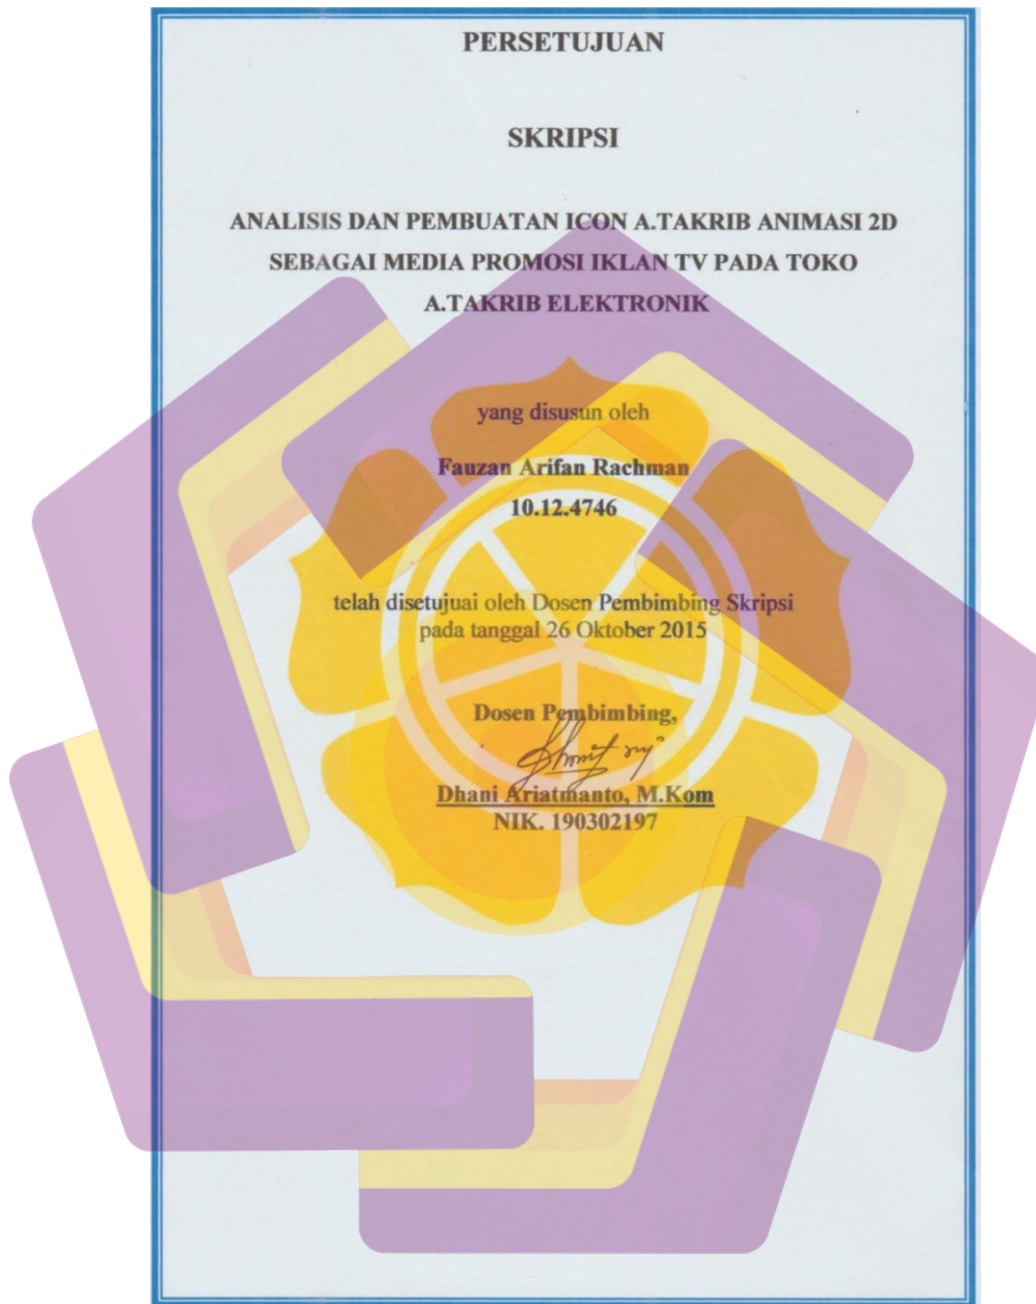 PERSETUJUAN
SKRIPSI
ANALISIS DAN PEMBUATAN ICON A.TAKRIB ANIMASI 2D
SEBAGAI MEDIA PROMOSI IKLAN TV PADA TOKO
A.TAKRIB ELEKTRONIK
yang disusun oleh
Fauzan Arifan Rachman
10.12.4746
telah disetujuai oleh Dosen Pembimbing Skripsi
pada tanggal 26 Oktober 2015
Dosen Pembimbing,
Dhani Ariatmanto, M.Kom
NIK. 190302197